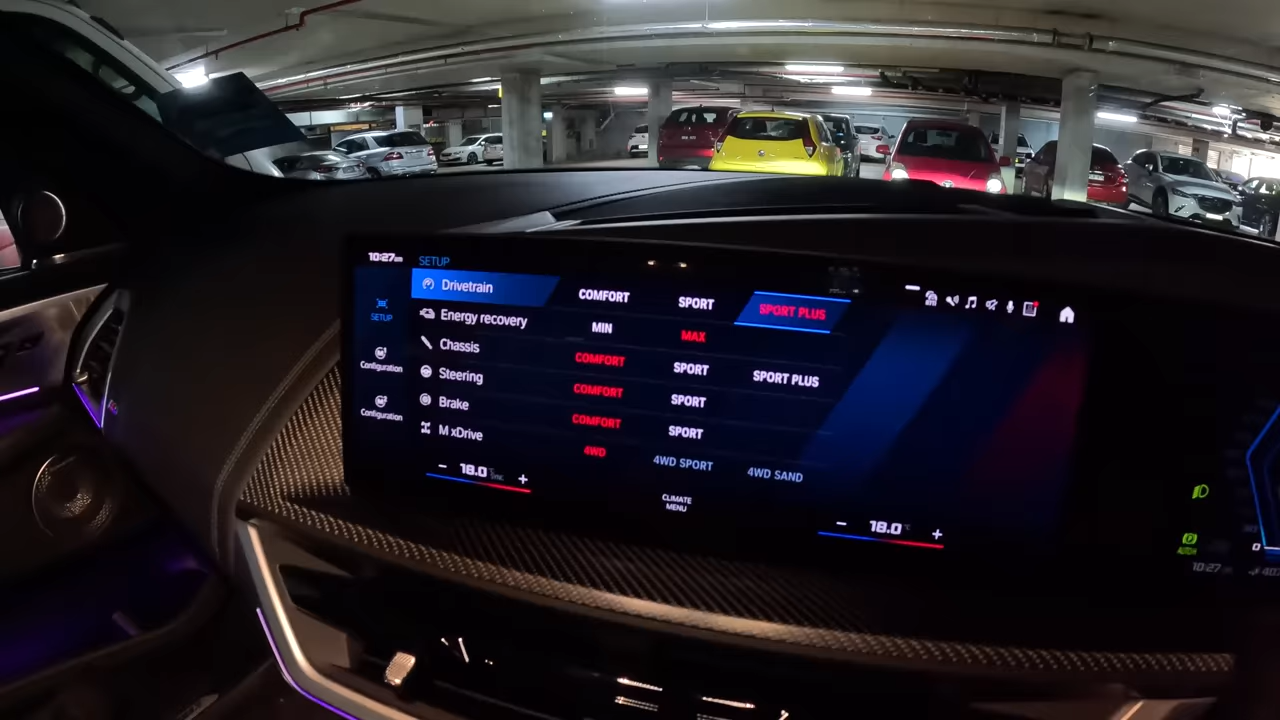 10:27 SETUP
Drivetrain COMFORT SPORT SPORT PLUS
SETUP
Energy recovery MIN MAX
Chassis COMFORT SPORT SPORT PLUS
Configuration
Steering COMFORT SPORT
Brake COMFORT SPORT
Configuration
M xDrive 4WD 4WD SPORT 4WD SAND
− 18.0 +
CLIMATE
MENU
− 18.0 +
AUTO H
10:27
0